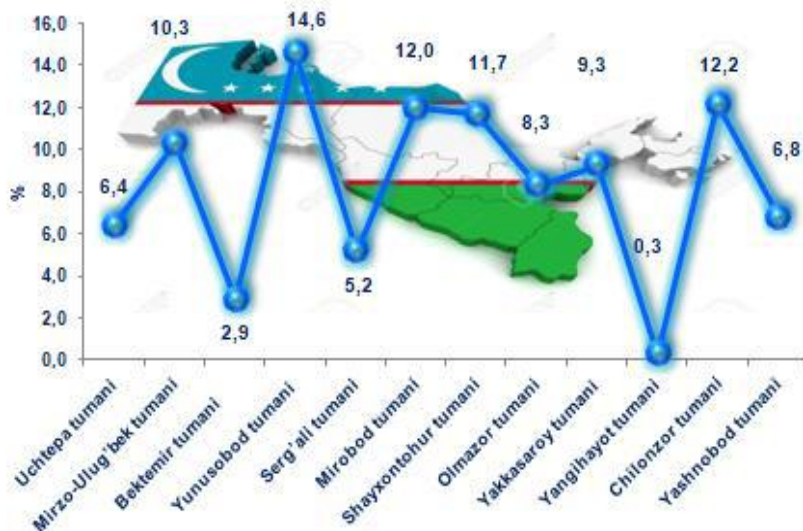 16,0
14,0
12,0
10,0
8,0
6,0
4,0
2,0
0,0
%
6,4
10,3
2,9
14,6
5,2
12,0
11,7
8,3
9,3
0,3
12,2
6,8
Uchtepa tumani
Mirzo-Ulug’bek tumani
Bektemir tumani
Yunusobod tumani
Serg’ali tumani
Mirobod tumani
Shayxontohur tumani
Olmazor tumani
Yakkasaroy tumani
Yangihayot tumani
Chilonzor tumani
Yashnobod tumani